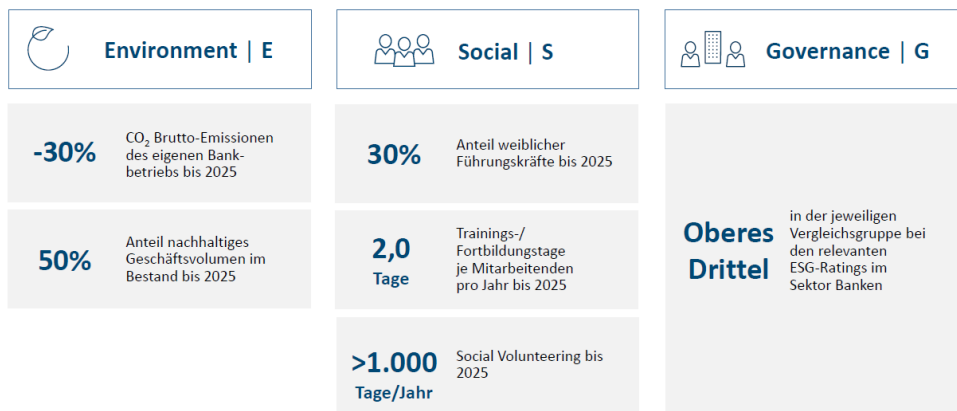 Environment | E
-30%
CO₂ Brutto-Emissionen
des eigenen Bank-
betriebs bis 2025
50%
Anteil nachhaltiges
Geschäftsvolumen im
Bestand bis 2025
Social | S
30%
Anteil weiblicher
Führungskräfte bis 2025
2,0
Tage
Trainings-/
Fortbildungstage
je Mitarbeitenden
pro Jahr bis 2025
>1.000
Tage/Jahr
Social Volunteering bis
2025
Governance | G
Oberes
Drittel
in der jeweiligen
Vergleichsgruppe bei
den relevanten
ESG-Ratings im
Sektor Banken